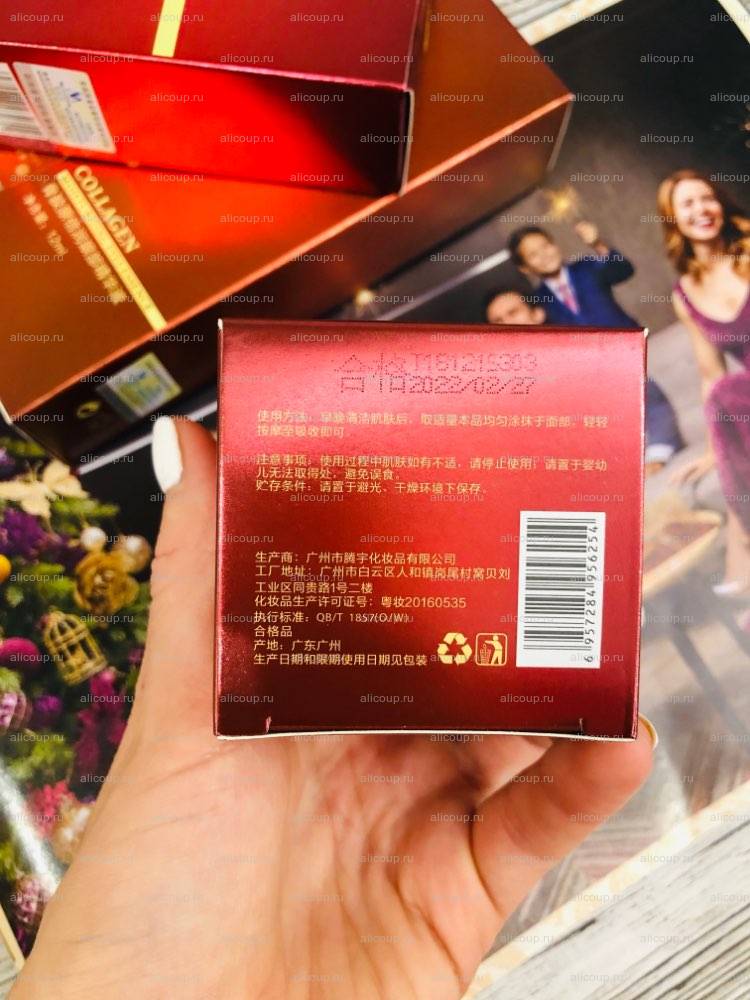 COLLAGEN
净含量：
合格 T181215303
2022/02/27
使用方法：早晚清洁肌肤后，取适量本品均匀涂抹于面部，轻轻
按摩至吸收即可。
注意事项：使用过程中肌肤如有不适，请停止使用；请置于婴幼
儿无法取得处，避免误食。
贮存条件：请置于避光、干燥环境下保存。
生产商：广州市腾宇化妆品有限公司
工厂地址：广州市白云区人和镇岗尾村窝贝刘
工业区同贵路1号二楼
化妆品生产许可证号：粤妆20160535
执行标准：QB/T 1857(O/W)
合格品
产地：广东广州
生产日期和限期使用日期见包装
6 957284 956254
alicoup.ru